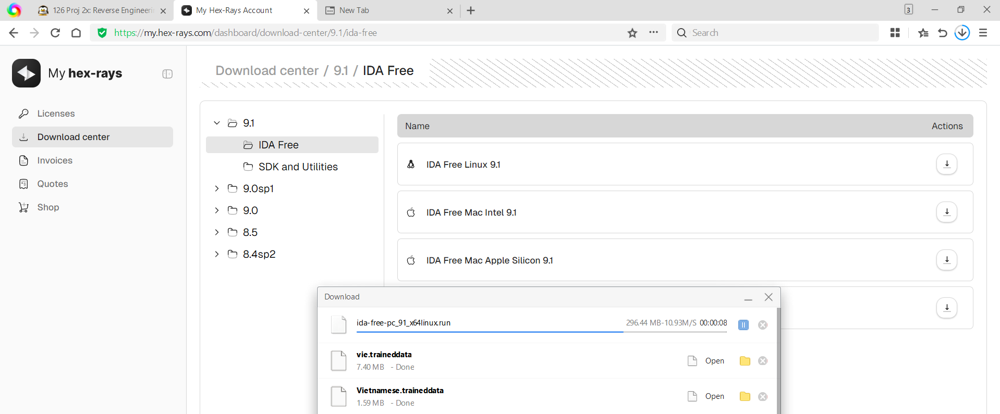 126 Proj 2x: Reverse Engineerin
My Hex-Rays Account
New Tab
3
https://my.hex-rays.com/dashboard/download-center/9.1/ida-free
Search
My hex-rays
Download center / 9.1 / IDA Free
Licenses
Download center
Invoices
Quotes
Shop
9.1
IDA Free
SDK and Utilities
9.0sp1
9.0
8.5
8.4sp2
Name
Actions
IDA Free Linux 9.1
IDA Free Mac Intel 9.1
IDA Free Mac Apple Silicon 9.1
Download
ida-free-pc_91_x64linux.run
296.44 MB-10.93M/S 00:00:08
vie.traineddata
7.40 MB - Done
Open
Vietnamese.traineddata
1.59 MB - Done
Open